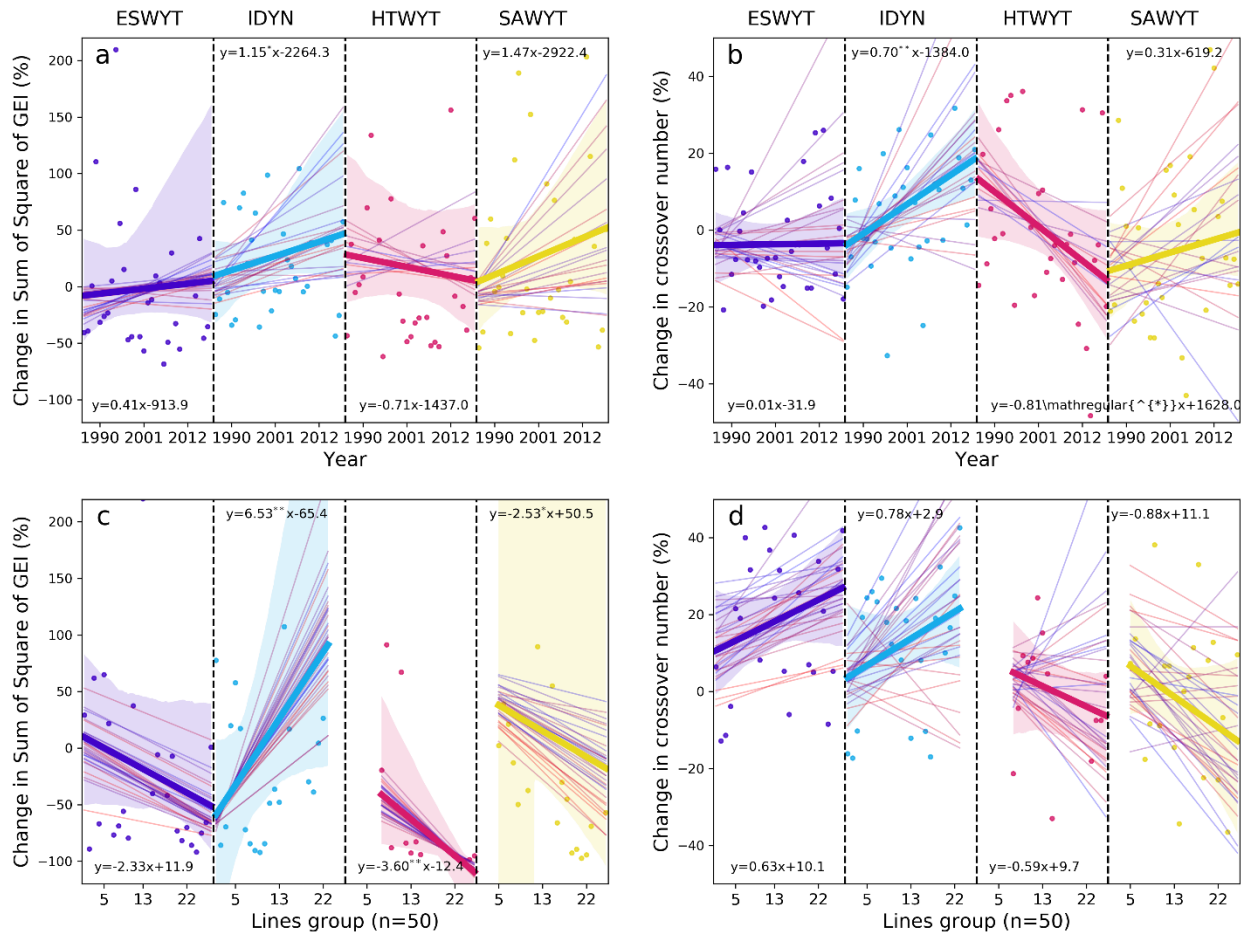 ESWYT IDYN HTWYT SAWYT
ESWYT IDYN HTWYT SAWYT
a
y=1.15*x-2264.3
y=1.47x-2922.4
y=0.41x-913.9
y=-0.71x-1437.0
Change in Sum of Square of GEI (%)
200
150
100
50
0
−50
−100
1990 2001 2012 1990 2001 2012 1990 2001 2012 1990 2001 2012
Year
b
y=0.70**x-1384.0
y=0.31x-619.2
y=0.01x-31.9
y=-0.81\mathregular{^{*}}x+1628.0
Change in crossover number (%)
40
20
0
−20
−40
1990 2001 2012 1990 2001 2012 1990 2001 2012 1990 2001 2012
Year
c
y=6.53**x-65.4
y=-2.53*x+50.5
y=-2.33x+11.9
y=-3.60**x-12.4
Change in Sum of Square of GEI (%)
200
150
100
50
0
−50
−100
5 13 22 5 13 22 5 13 22 5 13 22
Lines group (n=50)
d
y=0.78x+2.9
y=-0.88x+11.1
y=0.63x+10.1
y=-0.59x+9.7
Change in crossover number (%)
40
20
0
−20
−40
5 13 22 5 13 22 5 13 22 5 13 22
Lines group (n=50)